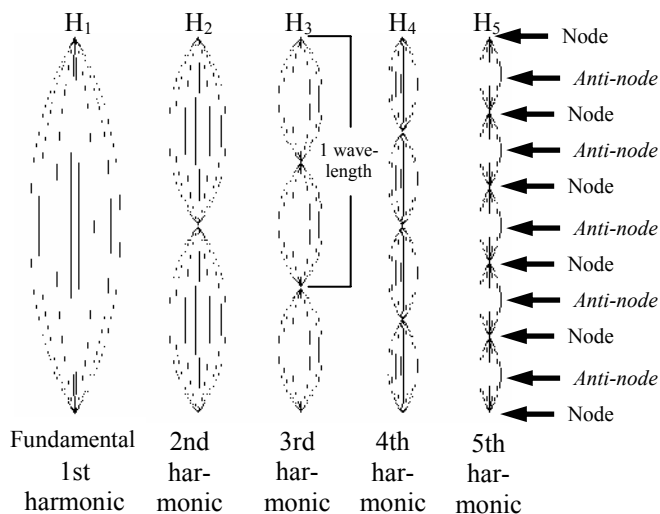 H1 H2 H3 H4 H5
Node
Anti-node
Node
Anti-node
1 wave-
length
Node
Anti-node
Node
Anti-node
Node
Anti-node
Node
Fundamental
1st
harmonic
2nd
har-
monic
3rd
har-
monic
4th
har-
monic
5th
har-
monic